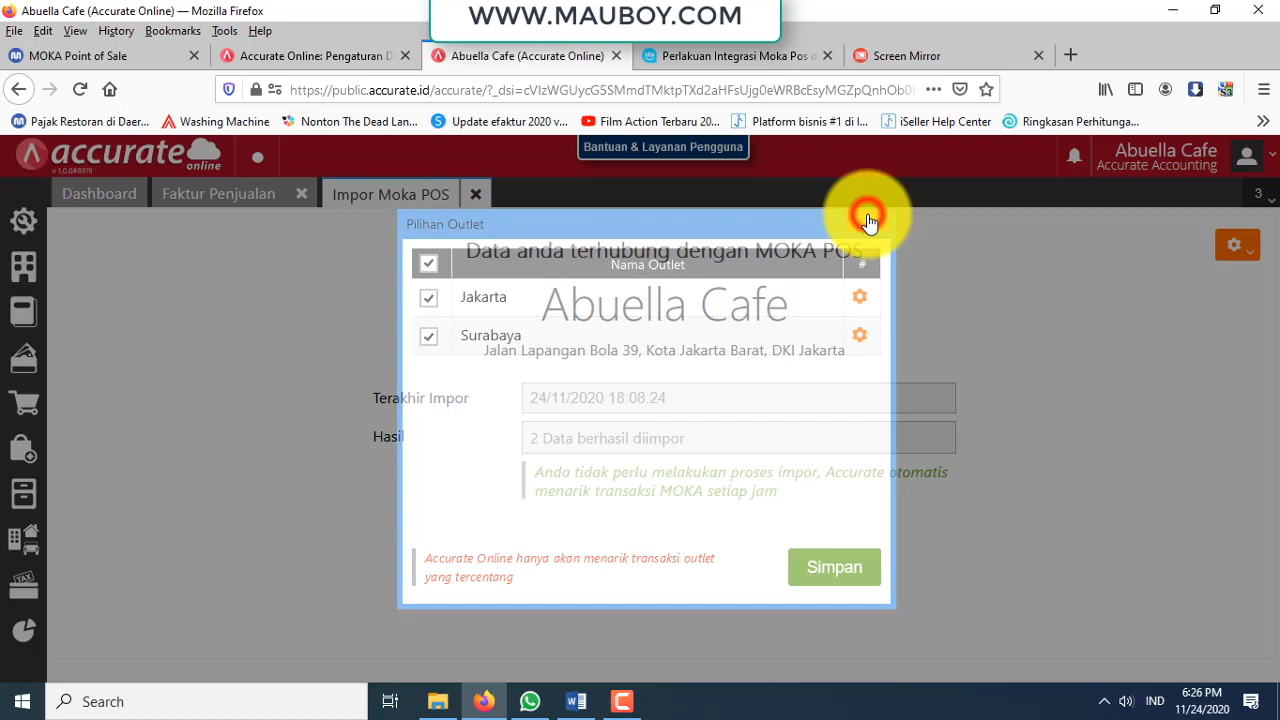 Abuella Cafe (Accurate Online) - Mozilla Firefox
WWW.MAUBOY.COM
File Edit View History Bookmarks Tools Help
MOKA Point of Sale
Accurate Online: Pengaturan D
Abuella Cafe (Accurate Online)
Perlakuan Integrasi Moka Pos d
Screen Mirror
https://public.accurate.id/accurate/?_dsi=
Pajak Restoran di Daer...
Washing Machine
Nonton The Dead Lan...
Update efaktur 2020 v...
Film Action Terbaru 20...
Platform bisnis #1 di I...
iSeller Help Center
Ringkasan Perhitung...
accurate
online
v 1.0.0#8919
Bantuan & Layanan Pengguna
Abuella Cafe
Accurate Accounting
Dashboard
Faktur Penjualan
Impor Moka POS
3
Pilihan Outlet
Data anda terhubung dengan MOKA POS
Nama Outlet
#
Jakarta
Abuella Cafe
Surabaya
Jalan Lapangan Bola 39, Kota Jakarta Barat, DKI Jakarta
Terakhir Impor
24/11/2020 18:08.24
Hasil
2 Data berhasil diimpor
Anda tidak perlu melakukan proses impor, Accurate otomatis
menarik transaksi MOKA setiap jam
Accurate Online hanya akan menarik transaksi outlet
yang tercentang
Simpan
Search
IND
6:26 PM
11/24/2020